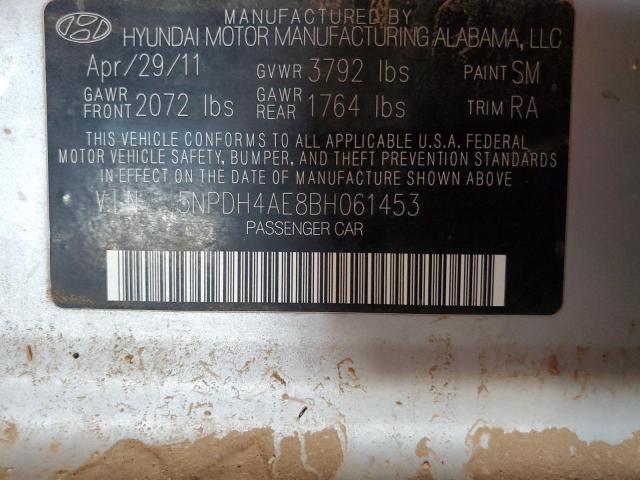 MANUFACTURED BY
HYUNDAI MOTOR MANUFACTURING ALABAMA, LLC
Apr/29/11 GVWR 3792 lbs PAINT SM
GAWR FRONT 2072 lbs GAWR REAR 1764 lbs TRIM RA
THIS VEHICLE CONFORMS TO ALL APPLICABLE U.S.A. FEDERAL
MOTOR VEHICLE SAFETY, BUMPER, AND THEFT PREVENTION STANDARDS
IN EFFECT ON THE DATE OF MANUFACTURE SHOWN ABOVE.
V.I.N. 5NPDH4AE8BH061453
PASSENGER CAR